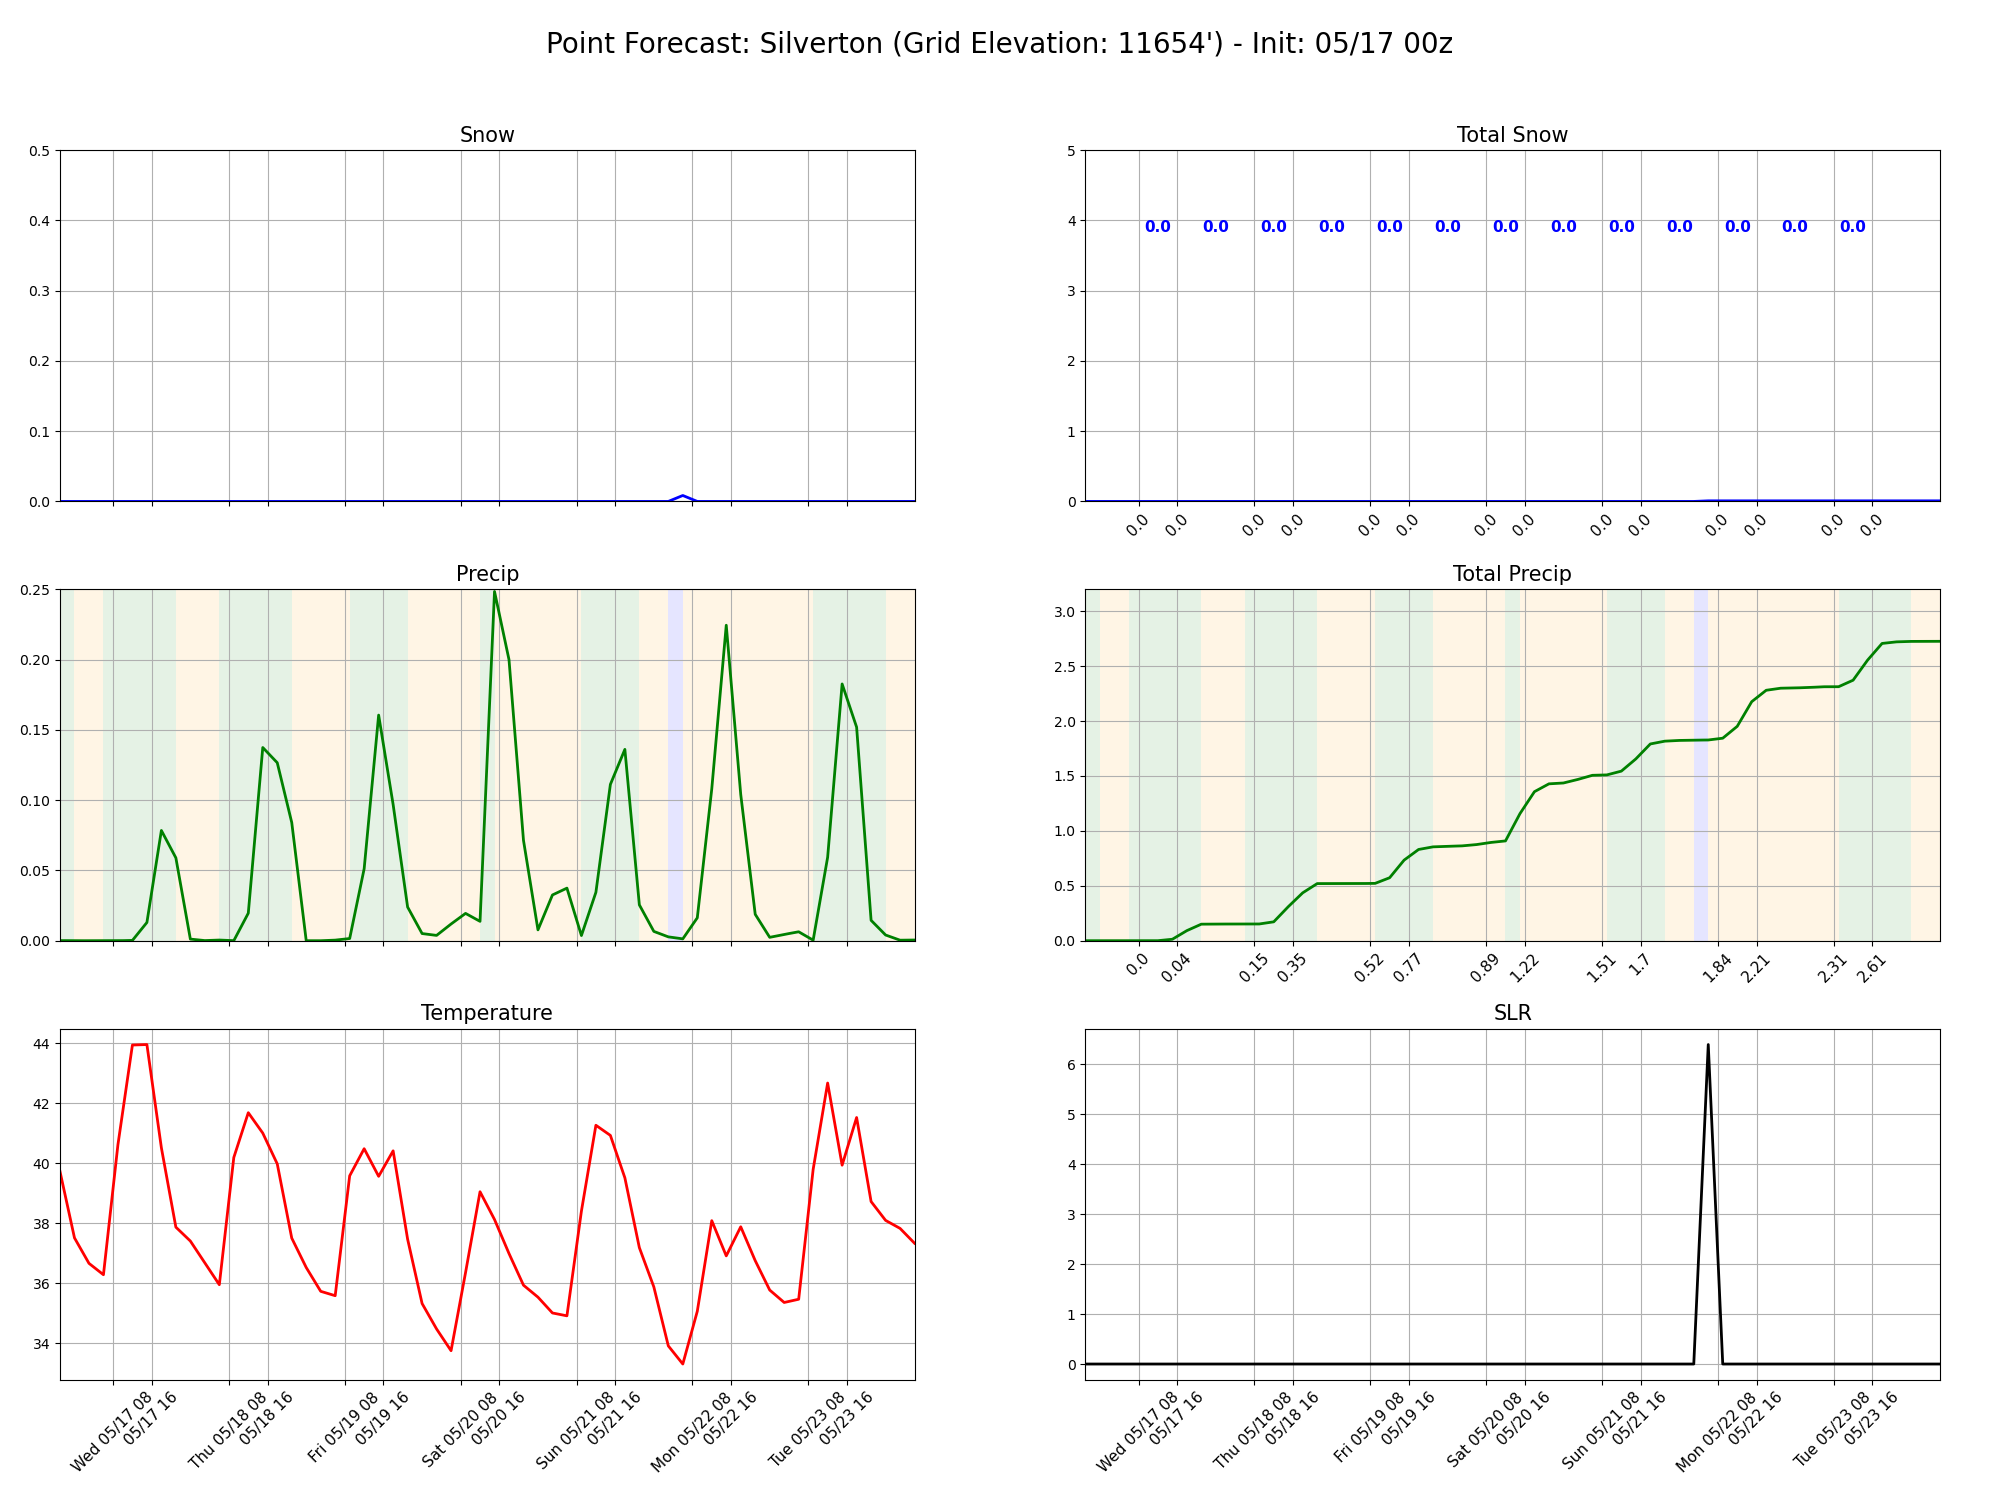 Point Forecast: Silverton (Grid Elevation: 11654') - Init: 05/17 00z
Snow
0.5
0.4
0.3
0.2
0.1
0.0
Total Snow
5
4
3
2
1
0
0.0 0.0 0.0 0.0 0.0 0.0 0.0 0.0 0.0 0.0 0.0 0.0 0.0
0.0 0.0 0.0 0.0 0.0 0.0 0.0 0.0 0.0 0.0 0.0 0.0 0.0 0.0
Precip
0.25
0.20
0.15
0.10
0.05
0.00
Total Precip
3.0
2.5
2.0
1.5
1.0
0.5
0.0
0.0 0.04 0.15 0.35 0.52 0.77 0.89 1.22 1.51 1.7 1.84 2.21 2.31 2.61
Temperature
44
42
40
38
36
34
Wed 05/17 08
05/17 16
Thu 05/18 08
05/18 16
Fri 05/19 08
05/19 16
Sat 05/20 08
05/20 16
Sun 05/21 08
05/21 16
Mon 05/22 08
05/22 16
Tue 05/23 08
05/23 16
SLR
6
5
4
3
2
1
0
Wed 05/17 08
05/17 16
Thu 05/18 08
05/18 16
Fri 05/19 08
05/19 16
Sat 05/20 08
05/20 16
Sun 05/21 08
05/21 16
Mon 05/22 08
05/22 16
Tue 05/23 08
05/23 16